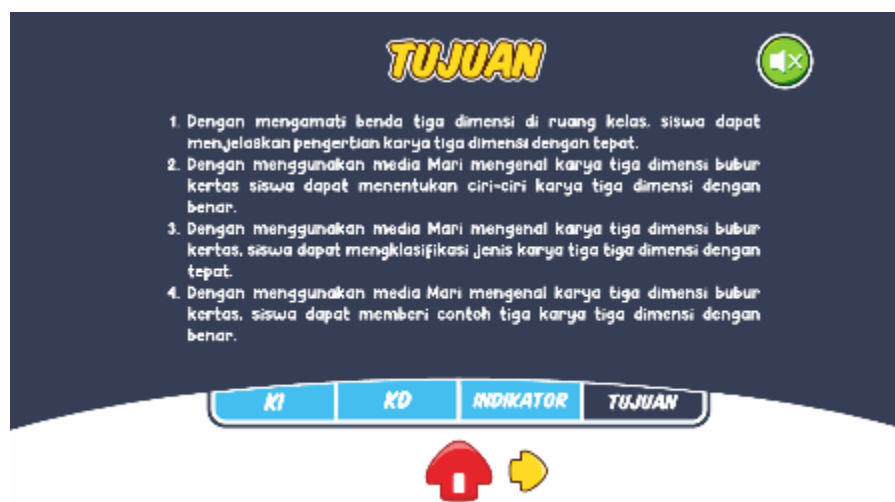 TUJUAN
1. Dengan mengamati benda tiga dimensi di ruang kelas, siswa dapat
menjelaskan pengertian karya tiga dimensi dengan tepat.
2. Dengan menggunakan media Mari mengenal karya tiga dimensi bubur
kertas siswa dapat menentukan ciri-ciri karya tiga dimensi dengan
benar.
3. Dengan menggunakan media Mari mengenal karya tiga dimensi bubur
kertas, siswa dapat mengklasifikasi jenis karya tiga tiga dimensi dengan
tepat.
4. Dengan menggunakan media Mari mengenal karya tiga dimensi bubur
kertas, siswa dapat memberi contoh tiga karya tiga dimensi dengan
benar.
KI
KD
INDIKATOR
TUJUAN